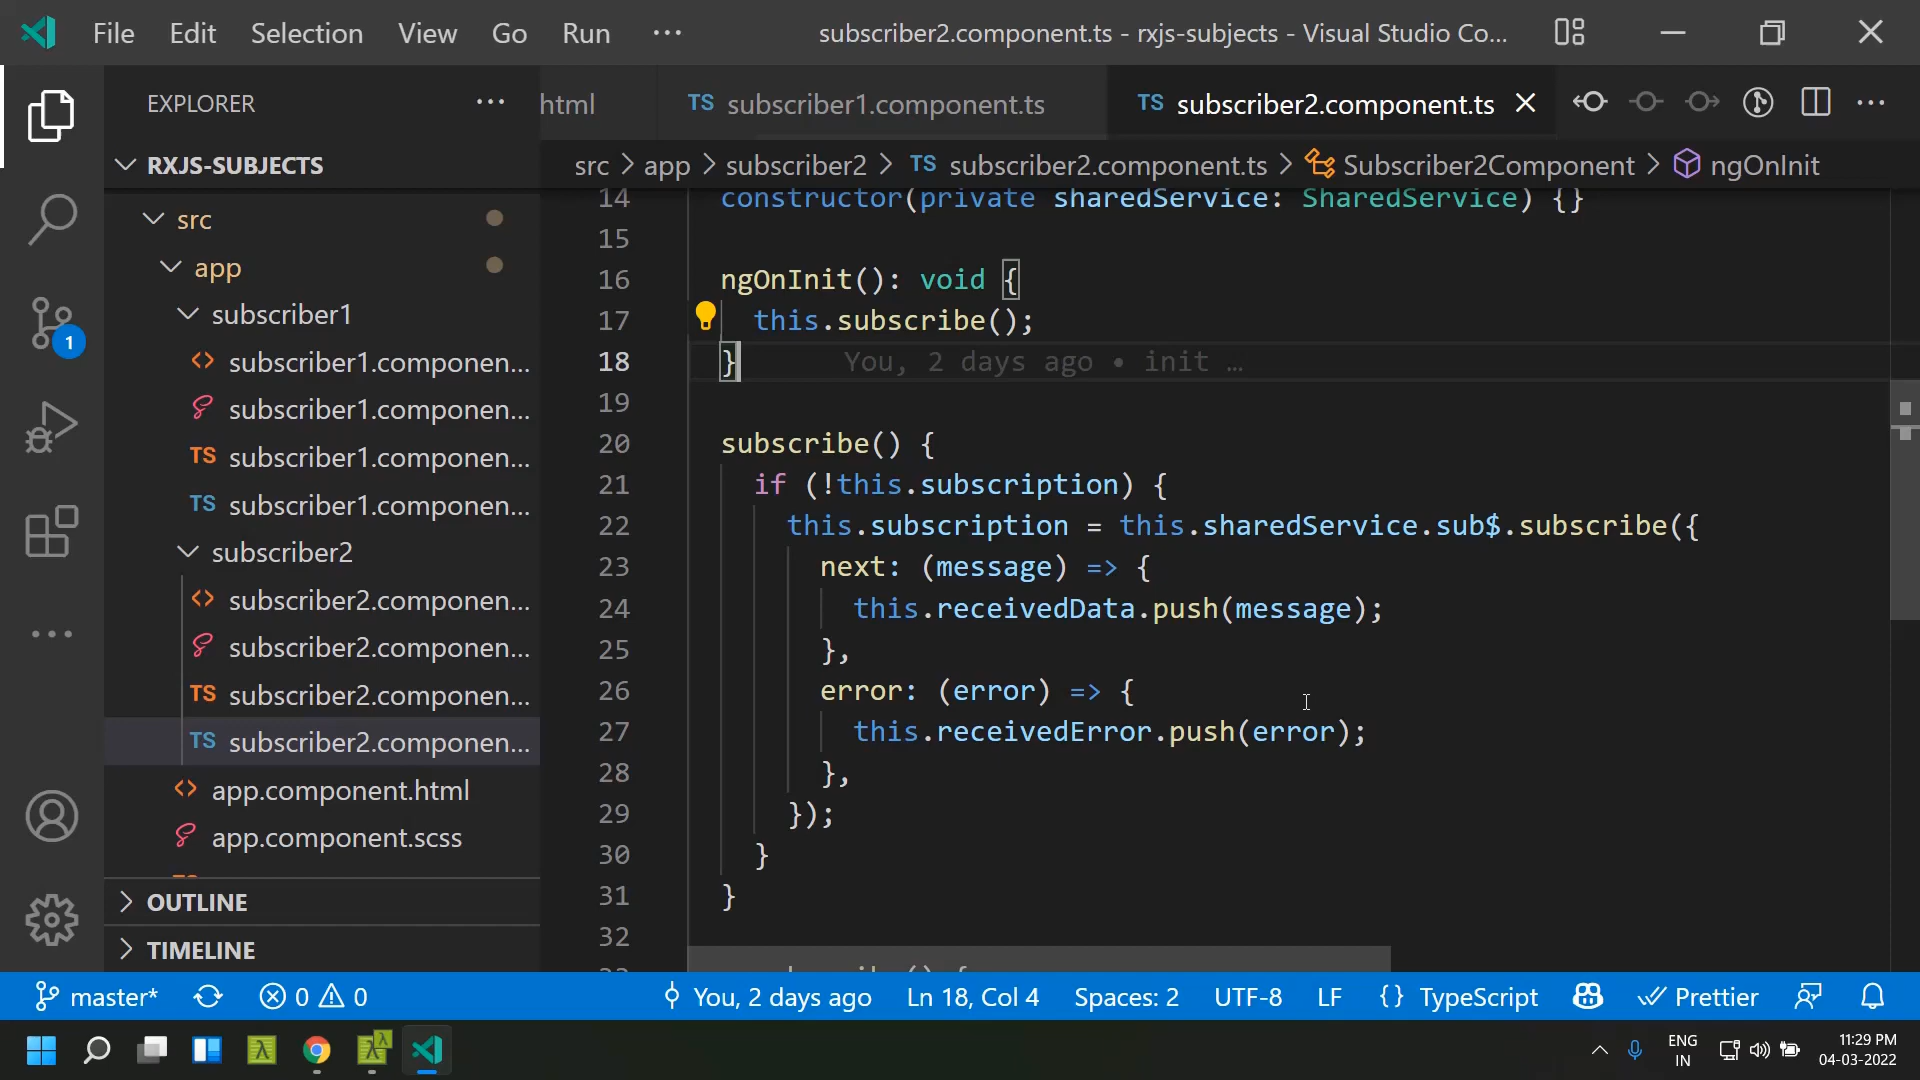 File Edit Selection View Go Run ···
subscriber2.component.ts - rxjs-subjects - Visual Studio Co...
EXPLORER
html
TS subscriber1.component.ts
TS subscriber2.component.ts
RXJS-SUBJECTS
src > app > subscriber2 > TS subscriber2.component.ts > Subscriber2Component > ngOnInit
src
app
subscriber1
<> subscriber1.componen...
subscriber1.componen...
TS subscriber1.componen...
TS subscriber1.componen...
subscriber2
<> subscriber2.componen...
subscriber2.componen...
TS subscriber2.componen...
TS subscriber2.componen...
<> app.component.html
app.component.scss
OUTLINE
TIMELINE
1
14 constructor(private sharedService: SharedService) {}
15
16 ngOnInit(): void {
17 this.subscribe();
18 } You, 2 days ago • init …
19
20 subscribe() {
21 if (!this.subscription) {
22 this.subscription = this.sharedService.sub$.subscribe({
23 next: (message) => {
24 this.receivedData.push(message);
25 },
26 error: (error) => {
27 this.receivedError.push(error);
28 },
29 });
30 }
31 }
32
master* 0 0 You, 2 days ago Ln 18, Col 4 Spaces: 2 UTF-8 LF {} TypeScript Prettier
ENG
IN
11:29 PM
04-03-2022